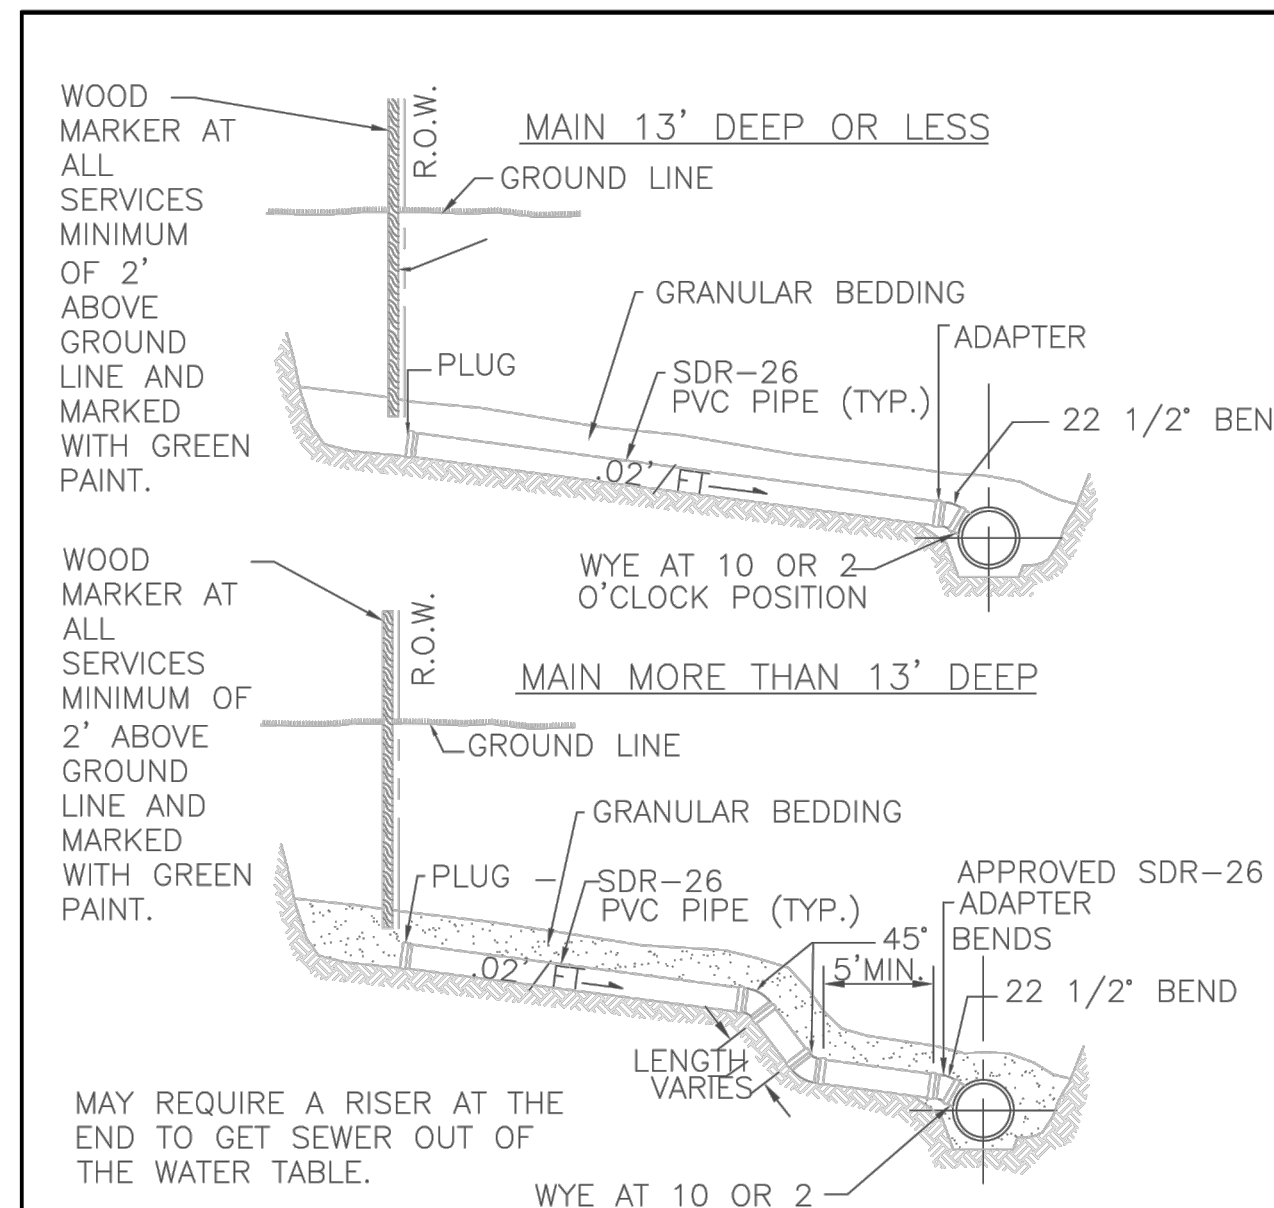 WOOD
MARKER AT
ALL
SERVICES
MINIMUM
OF 2'
ABOVE
GROUND
LINE AND
MARKED
WITH GREEN
PAINT.
R.O.W.
MAIN 13' DEEP OR LESS
GROUND LINE
GRANULAR BEDDING
ADAPTER
PLUG
SDR-26
PVC PIPE (TYP.)
22 1/2° BEN
.02'/FT
WYE AT 10 OR 2
O'CLOCK POSITION
WOOD
MARKER AT
ALL
SERVICES
MINIMUM OF
2' ABOVE
GROUND
LINE AND
MARKED
WITH GREEN
PAINT.
R.O.W.
MAIN MORE THAN 13' DEEP
GROUND LINE
GRANULAR BEDDING
PLUG
SDR-26
PVC PIPE (TYP.)
APPROVED SDR-26
ADAPTER
45° BENDS
5'MIN.
22 1/2° BEND
.02'/FT
LENGTH
VARIES
MAY REQUIRE A RISER AT THE
END TO GET SEWER OUT OF
THE WATER TABLE.
WYE AT 10 OR 2